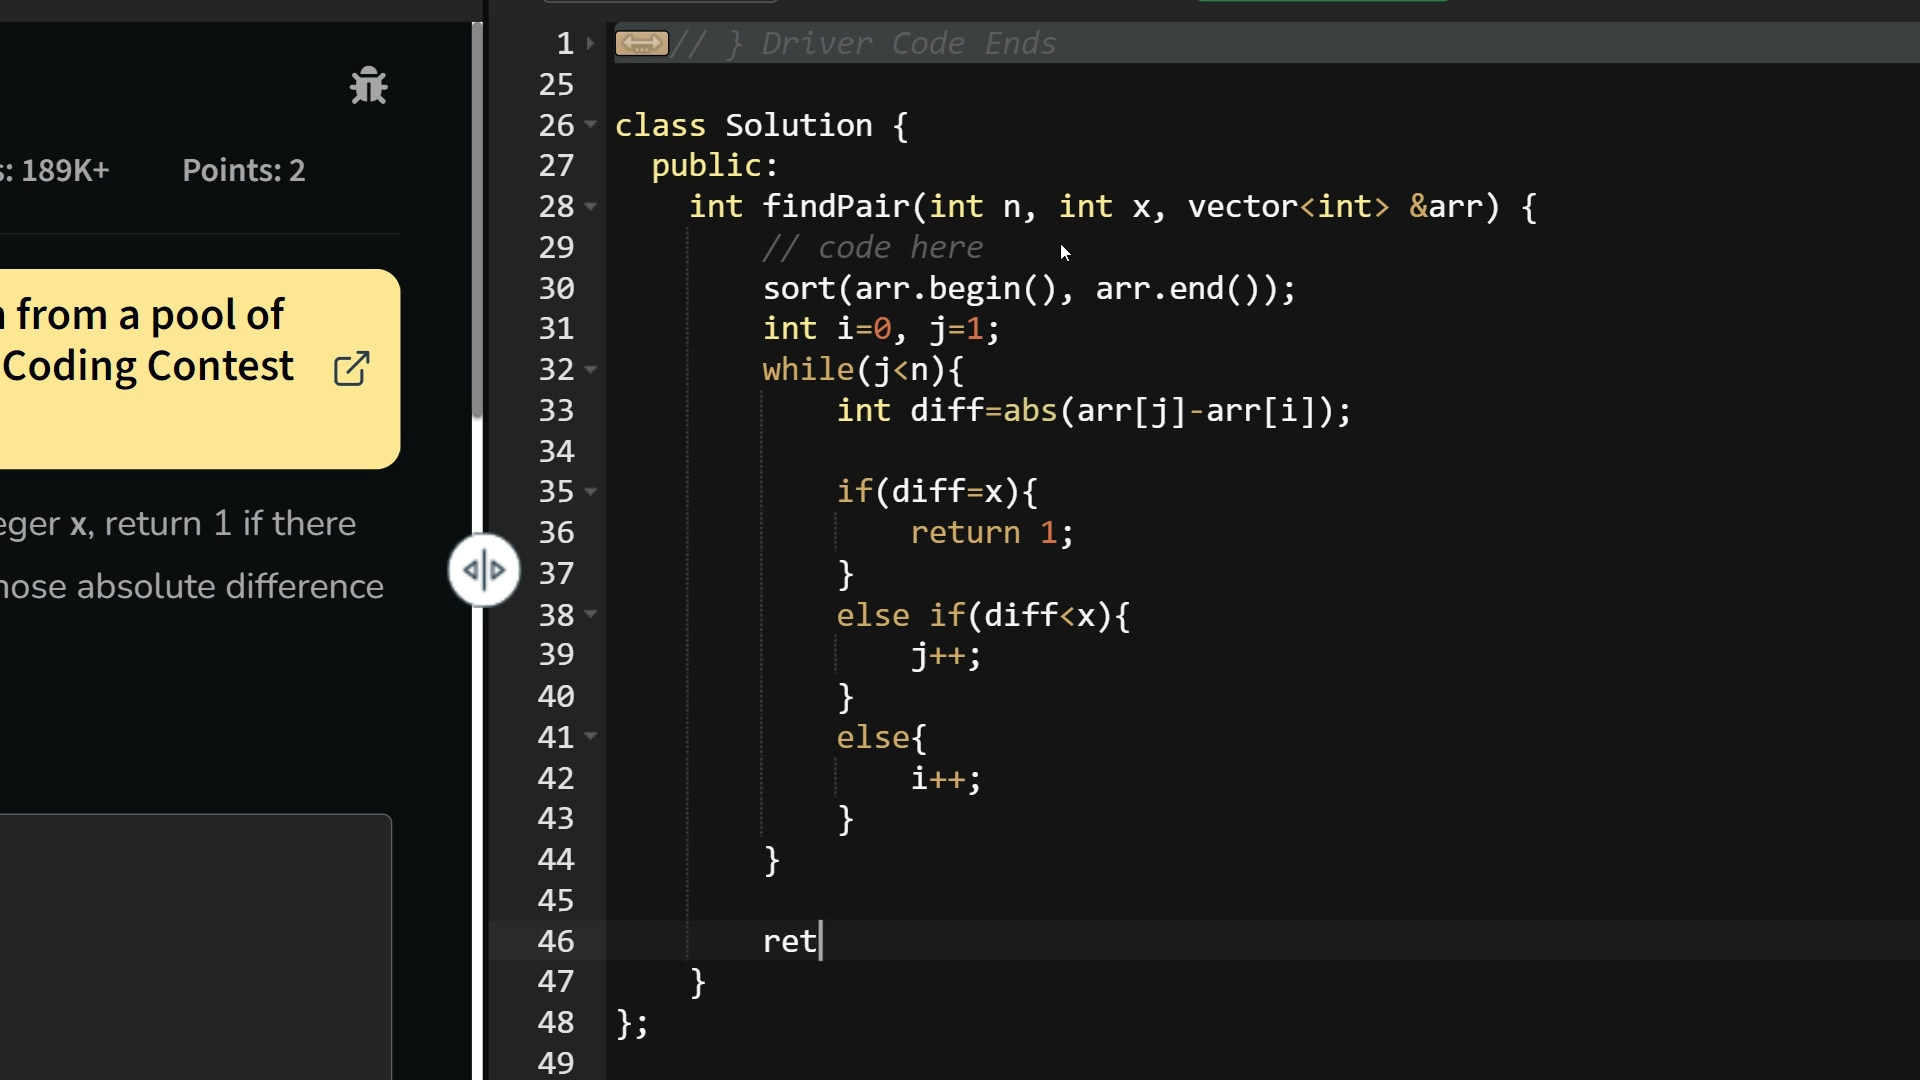 s: 189K+ Points: 2
n from a pool of
Coding Contest
eger x, return 1 if there
hose absolute difference
1 // } Driver Code Ends
25
26 class Solution {
27 public:
28 int findPair(int n, int x, vector<int> &arr) {
29 // code here
30 sort(arr.begin(), arr.end());
31 int i=0, j=1;
32 while(j<n){
33 int diff=abs(arr[j]-arr[i]);
34
35 if(diff=x){
36 return 1;
37 }
38 else if(diff<x){
39 j++;
40 }
41 else{
42 i++;
43 }
44 }
45
46 ret
47 }
48 };
49